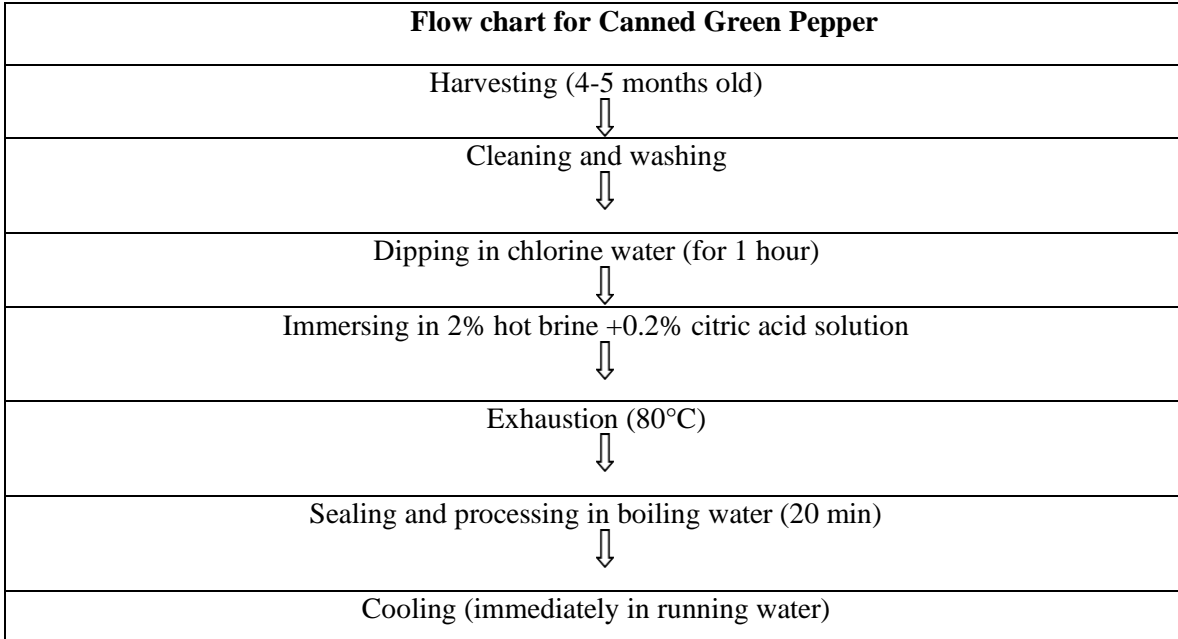 Flow chart for Canned Green Pepper
Harvesting (4-5 months old)
Cleaning and washing
Dipping in chlorine water (for 1 hour)
Immersing in 2% hot brine +0.2% citric acid solution
Exhaustion (80°C)
Sealing and processing in boiling water (20 min)
Cooling (immediately in running water)